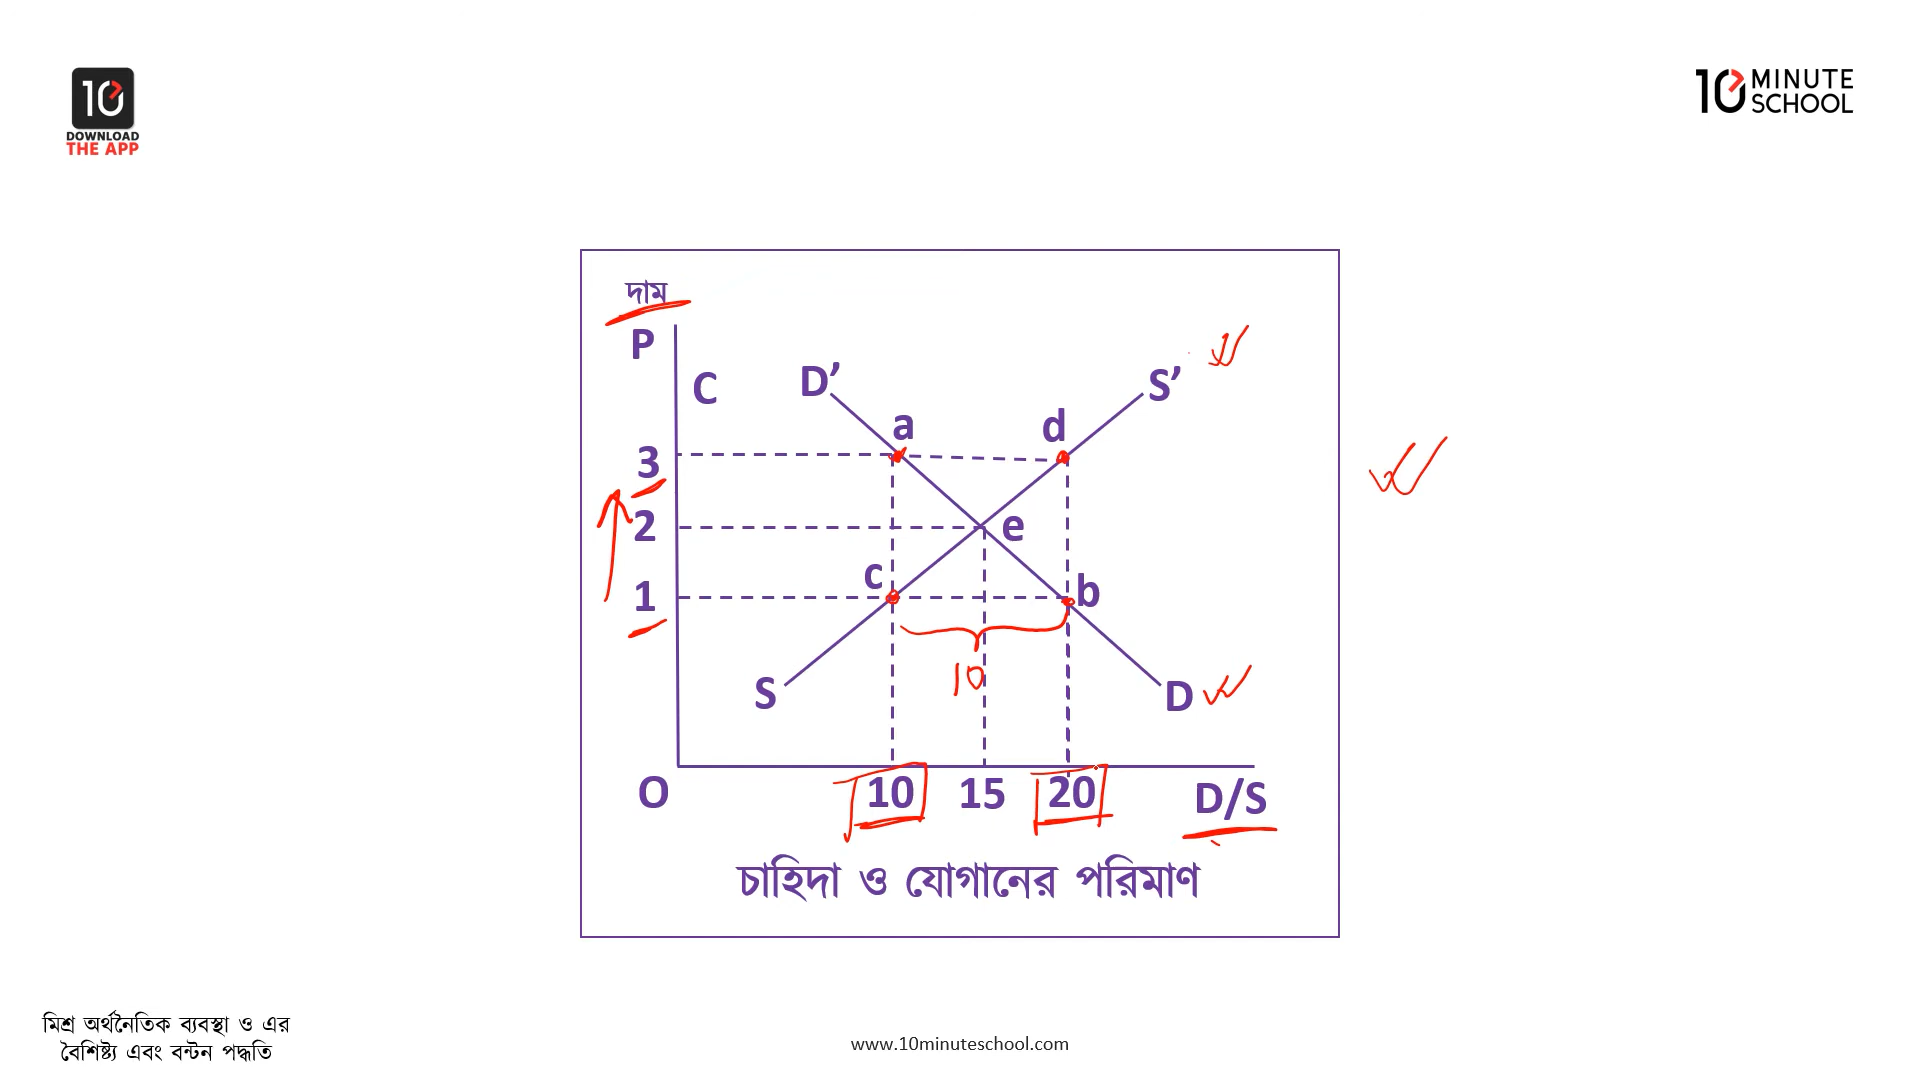 10
DOWNLOAD
THE APP
10 MINUTE
SCHOOL
দাম
P
C
D’
S’
a
d
3
2
e
c
1
b
10
S
D
O
10
15
20
D/S
চাহিদা ও যোগানের পরিমাণ
মিশ্র অর্থনৈতিক ব্যবস্থা ও এর
বৈশিষ্ট্য এবং বন্টন পদ্ধতি
www.10minuteschool.com